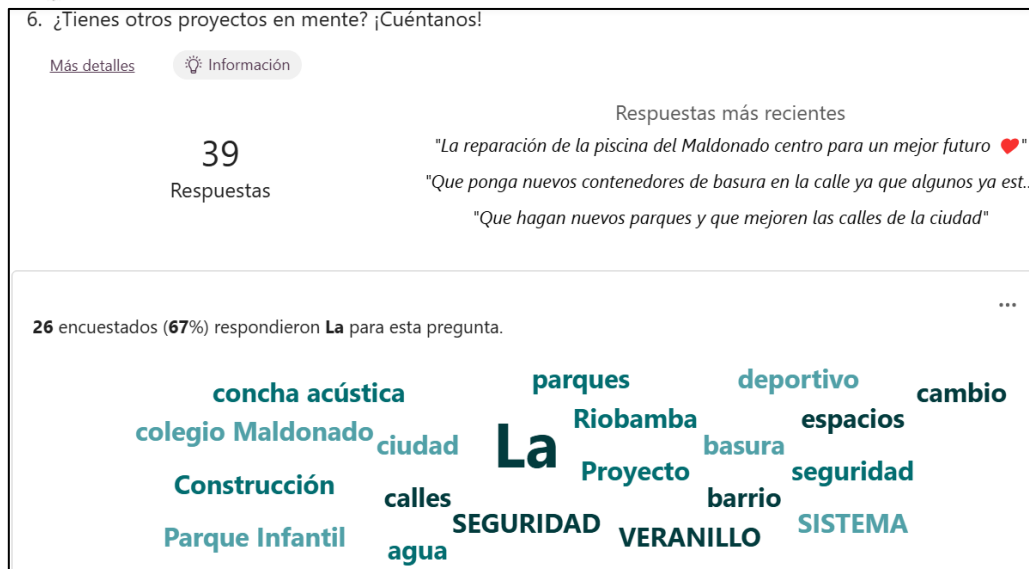 6. ¿Tienes otros proyectos en mente? ¡Cuéntanos!
Más detalles
Información
39
Respuestas
Respuestas más recientes
"La reparación de la piscina del Maldonado centro para un mejor futuro ❤"
"Que ponga nuevos contenedores de basura en la calle ya que algunos ya est..
"Que hagan nuevos parques y que mejoren las calles de la ciudad"
...
26 encuestados (67%) respondieron La para esta pregunta.
concha acústica
parques
deportivo
cambio
colegio Maldonado
ciudad
La
Riobamba
basura
espacios
Construcción
calles
Proyecto
barrio
seguridad
Parque Infantil
agua
SEGURIDAD
VERANILLO
SISTEMA